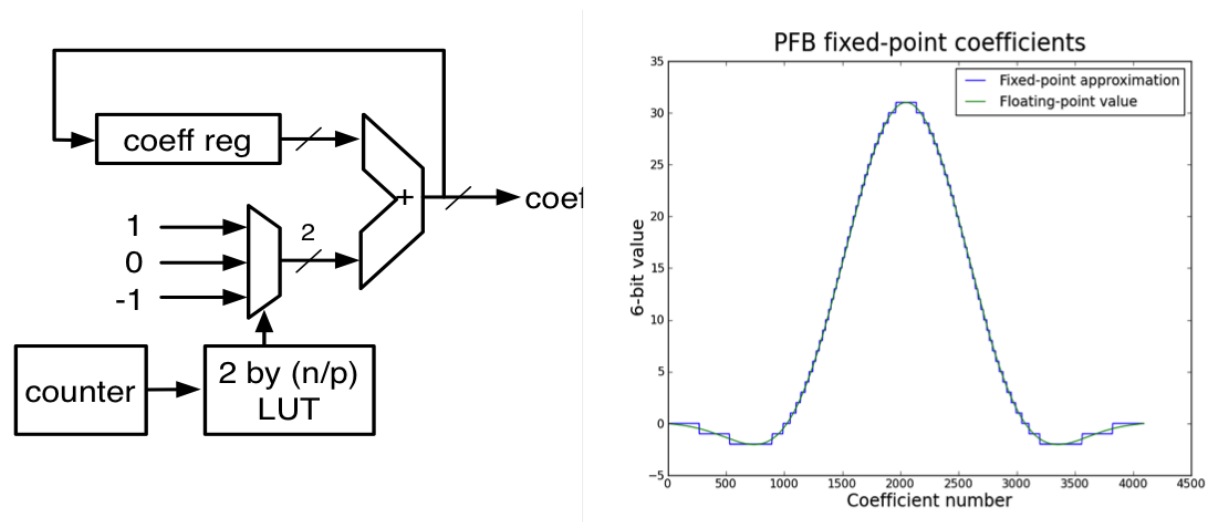 coeff reg
+
coef
1
0
-1
2
counter
2 by (n/p)
LUT
PFB fixed-point coefficients
Fixed-point approximation
Floating-point value
6-bit value
35
30
25
20
15
10
5
0
−5
0 500 1000 1500 2000 2500 3000 3500 4000 4500
Coefficient number